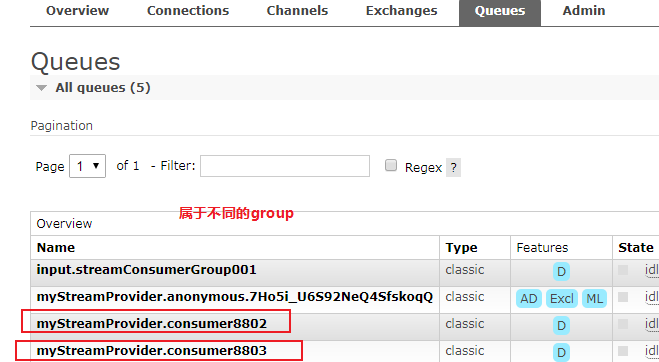 Overview Connections Channels Exchanges Queues Admin
Queues
All queues (5)
Pagination
Page 1 of 1 - Filter: Regex ?
属于不同的group
Overview
Name Type Features State
input.streamConsumerGroup001 classic D idl
myStreamProvider.anonymous.7Ho5i_U6S92NeQ4SfskoqQ classic AD Excl ML idl
myStreamProvider.consumer8802 classic D idl
myStreamProvider.consumer8803 classic D idl